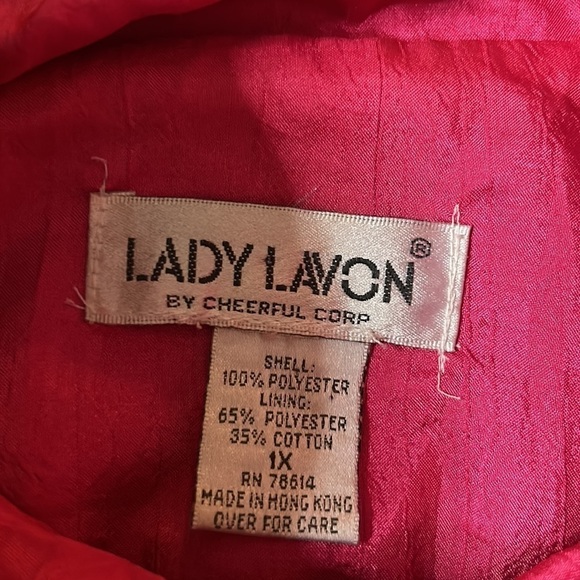 LADY LAVON®
BY CHEERFUL CORP
SHELL:
100% POLYESTER
LINING:
65% POLYESTER
35% COTTON
1X
RN 78614
MADE IN HONG KONG
OVER FOR CARE